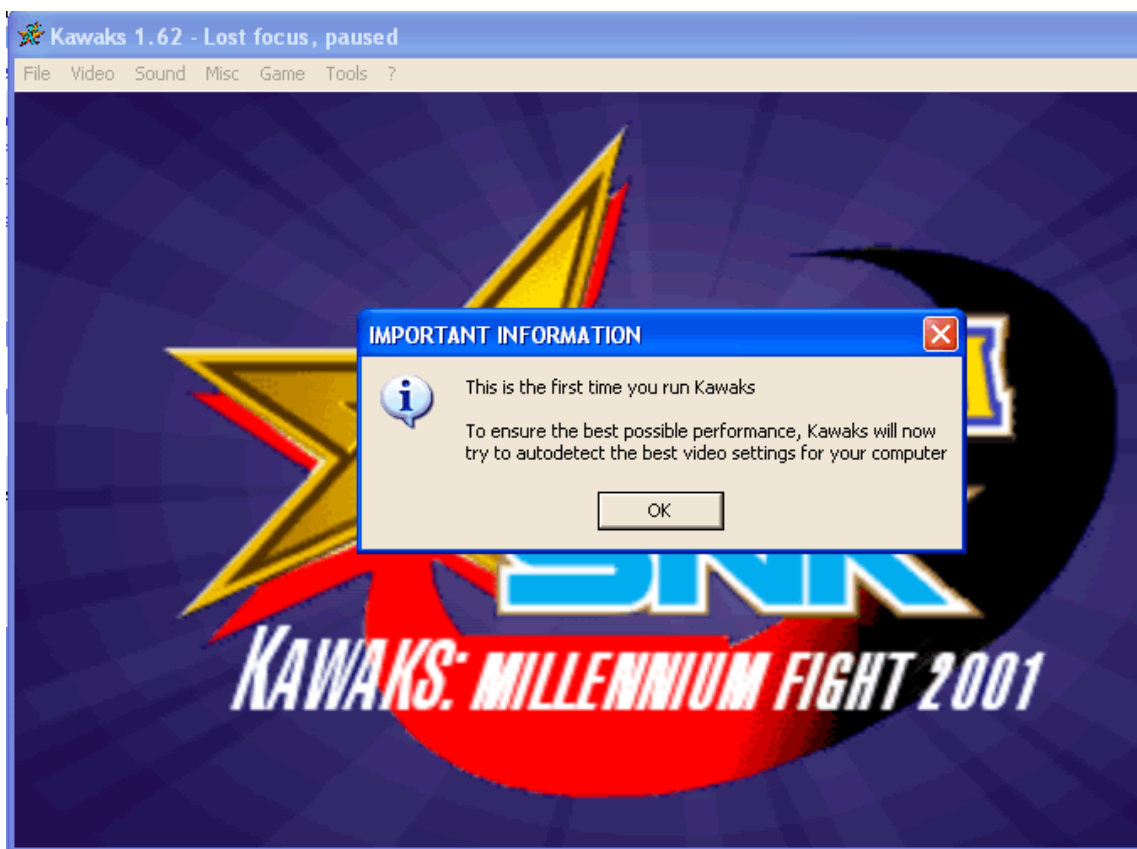 Kawaks 1.62 - Lost focus, paused
File Video Sound Misc Game Tools ?
IMPORTANT INFORMATION
This is the first time you run Kawaks
To ensure the best possible performance, Kawaks will now
try to autodetect the best video settings for your computer
OK
SNK
KAWAKS: MILLENNIUM FIGHT 2001